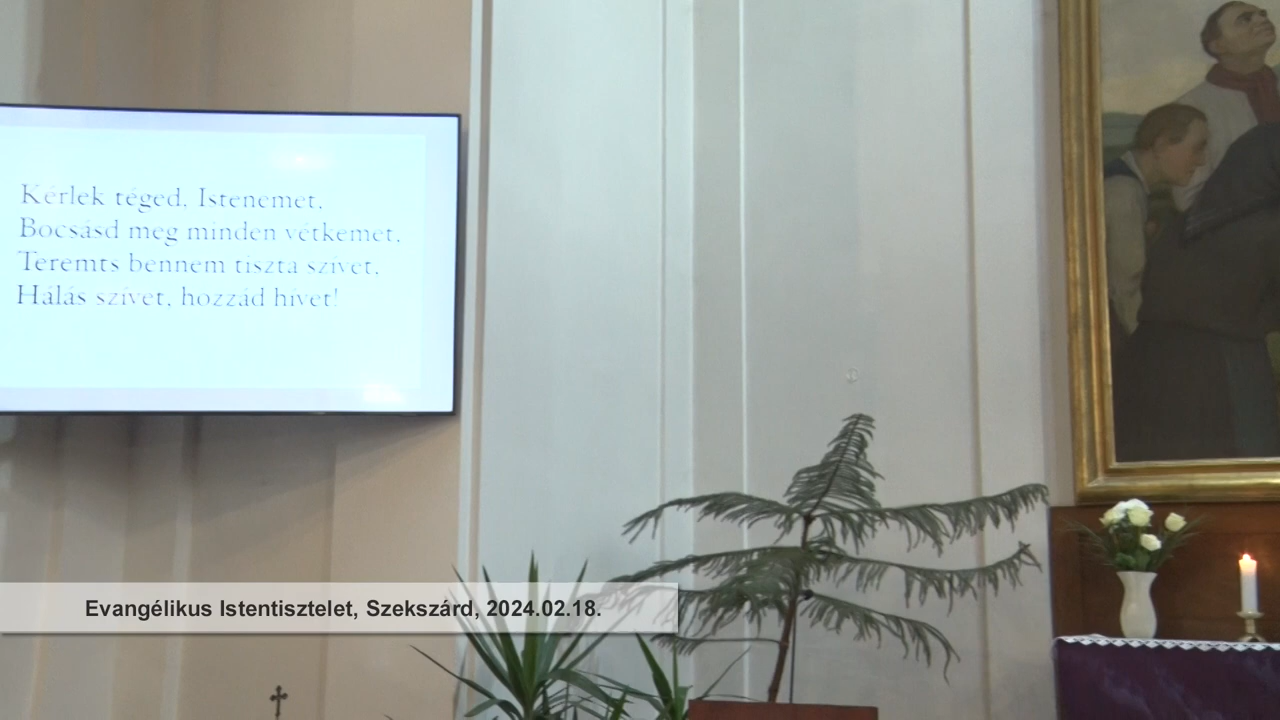 Kérlek téged, Istenemet,
Bocsásd meg minden vétkemet,
Teremts bennem tiszta szívet,
Hálás szívet, hozzád hívet!
Evangélikus Istentisztelet, Szekszárd, 2024.02.18.